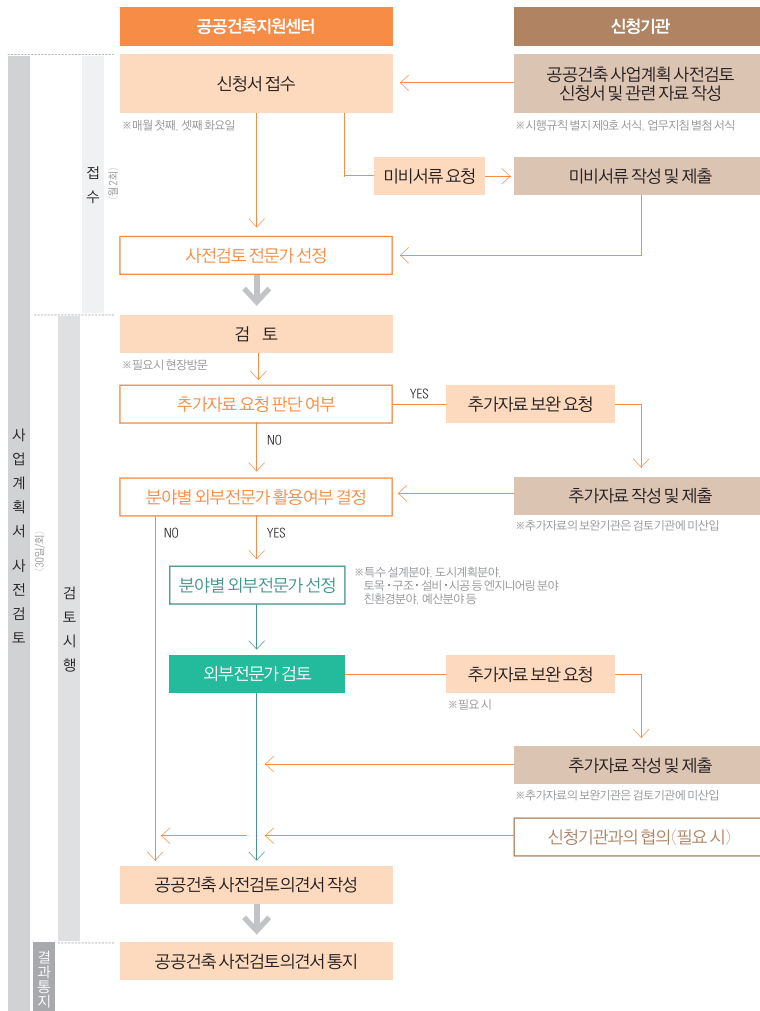 공공건축지원센터
신청기관
신청서 접수
공공건축 사업계획 사전검토
신청서 및 관련 자료 작성
※ 매월 첫째, 셋째 화요일
※ 시행규칙 별지 제9호 서식, 업무지침 별첨 서식
접수
(월 2회)
미비서류 요청
미비서류 작성 및 제출
사전검토 전문가 선정
검 토
※ 필요시 현장방문
추가자료 요청 판단 여부
YES
추가자료 보완 요청
NO
분야별 외부전문가 활용여부 결정
추가자료 작성 및 제출
※ 추가자료의 보완기관은 검토기관에 미산입
NO
YES
사업계획서 사전검토
(30일/회)
검토시행
분야별 외부전문가 선정
※ 특수 설계분야, 도시계획분야,
토목·구조·설비·시공 등 엔지니어링 분야
친환경분야, 예산분야 등
외부전문가 검토
추가자료 보완 요청
※ 필요 시
추가자료 작성 및 제출
※ 추가자료의 보완기관은 검토기관에 미산입
신청기관과의 협의(필요 시)
공공건축 사전검토의견서 작성
결과통지
공공건축 사전검토의견서 통지